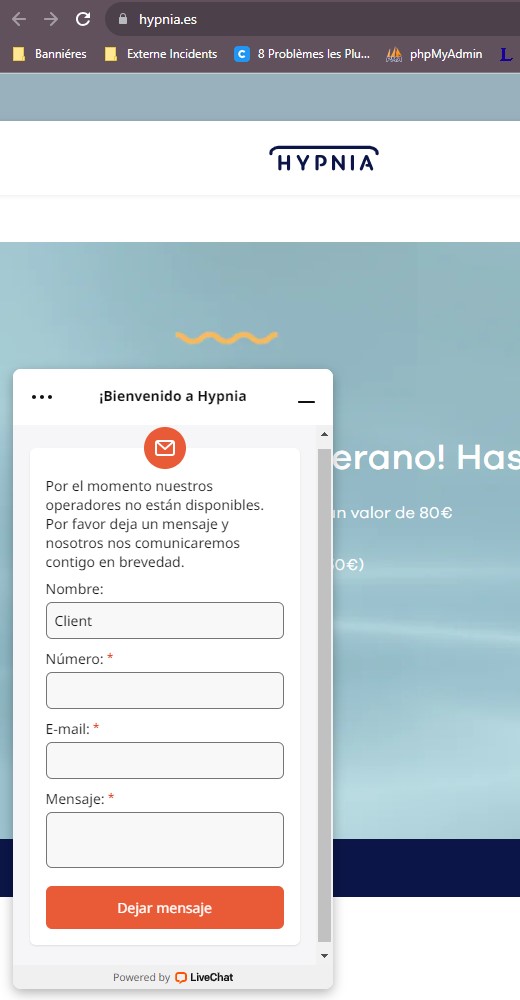 hypnia.es
Banniéres Externe Incidents C 8 Problèmes les Plu... phpMyAdmin L
HYPNIA
¡Bienvenido a Hypnia
erano! Has
un valor de 80€
0€)
Por el momento nuestros
operadores no están disponibles.
Por favor deja un mensaje y
nosotros nos comunicaremos
contigo en brevedad.
Nombre:
Client
Número: *
E-mail: *
Mensaje: *
Dejar mensaje
Powered by LiveChat